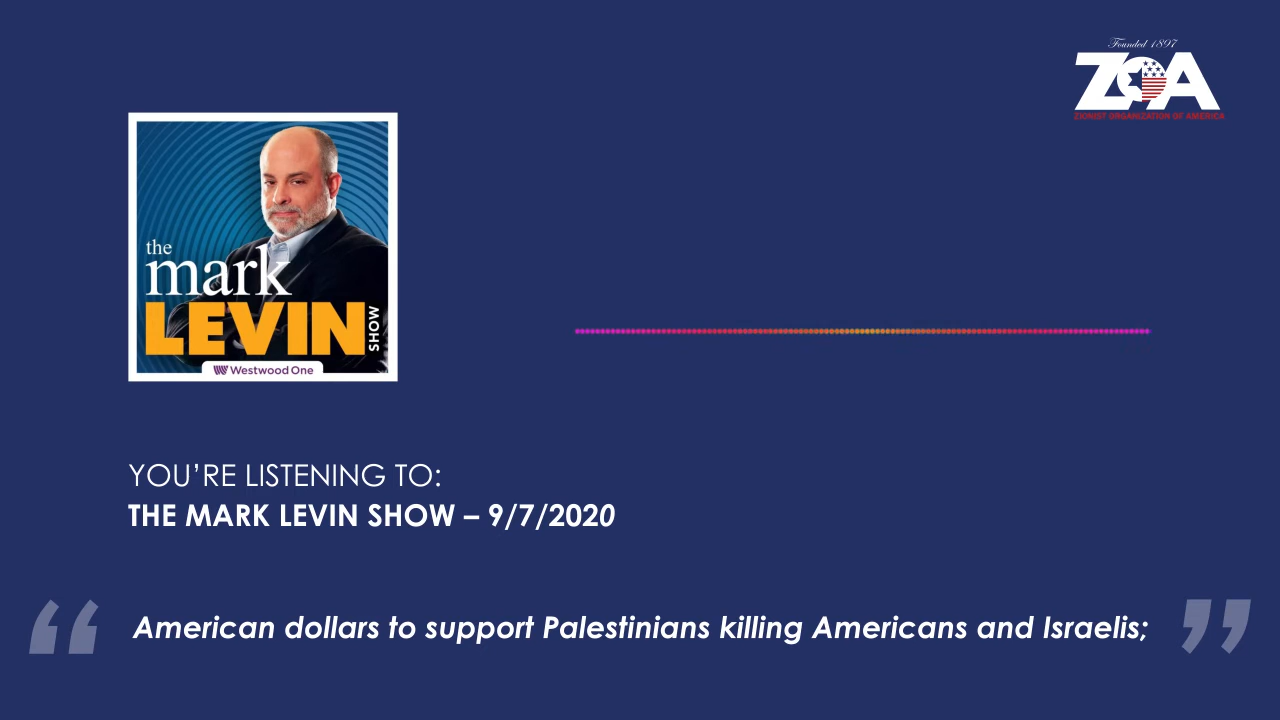 Founded 1897
ZOA
ZIONIST ORGANIZATION OF AMERICA
the
mark
LEVIN
SHOW
Westwood One
YOU’RE LISTENING TO:
THE MARK LEVIN SHOW – 9/7/2020
“ American dollars to support Palestinians killing Americans and Israelis; ”